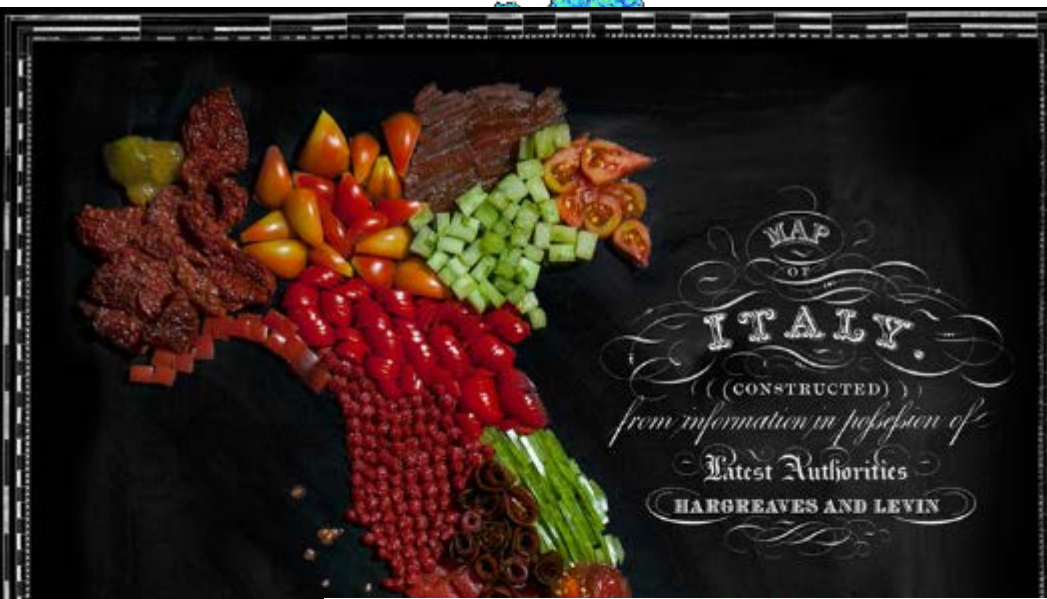 MAP
OF
ITALY.
(CONSTRUCTED)
from information in possession of
Latest Authorities
HARGREAVES AND LEVIN